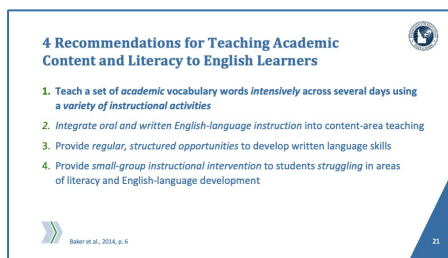 4 Recommendations for Teaching Academic
Content and Literacy to English Learners
1. Teach a set of academic vocabulary words intensively across several days using
a variety of instructional activities
2. Integrate oral and written English-language instruction into content-area teaching
3. Provide regular, structured opportunities to develop written language skills
4. Provide small-group instructional intervention to students struggling in areas
of literacy and English-language development
Baker et al., 2014, p. 6
21